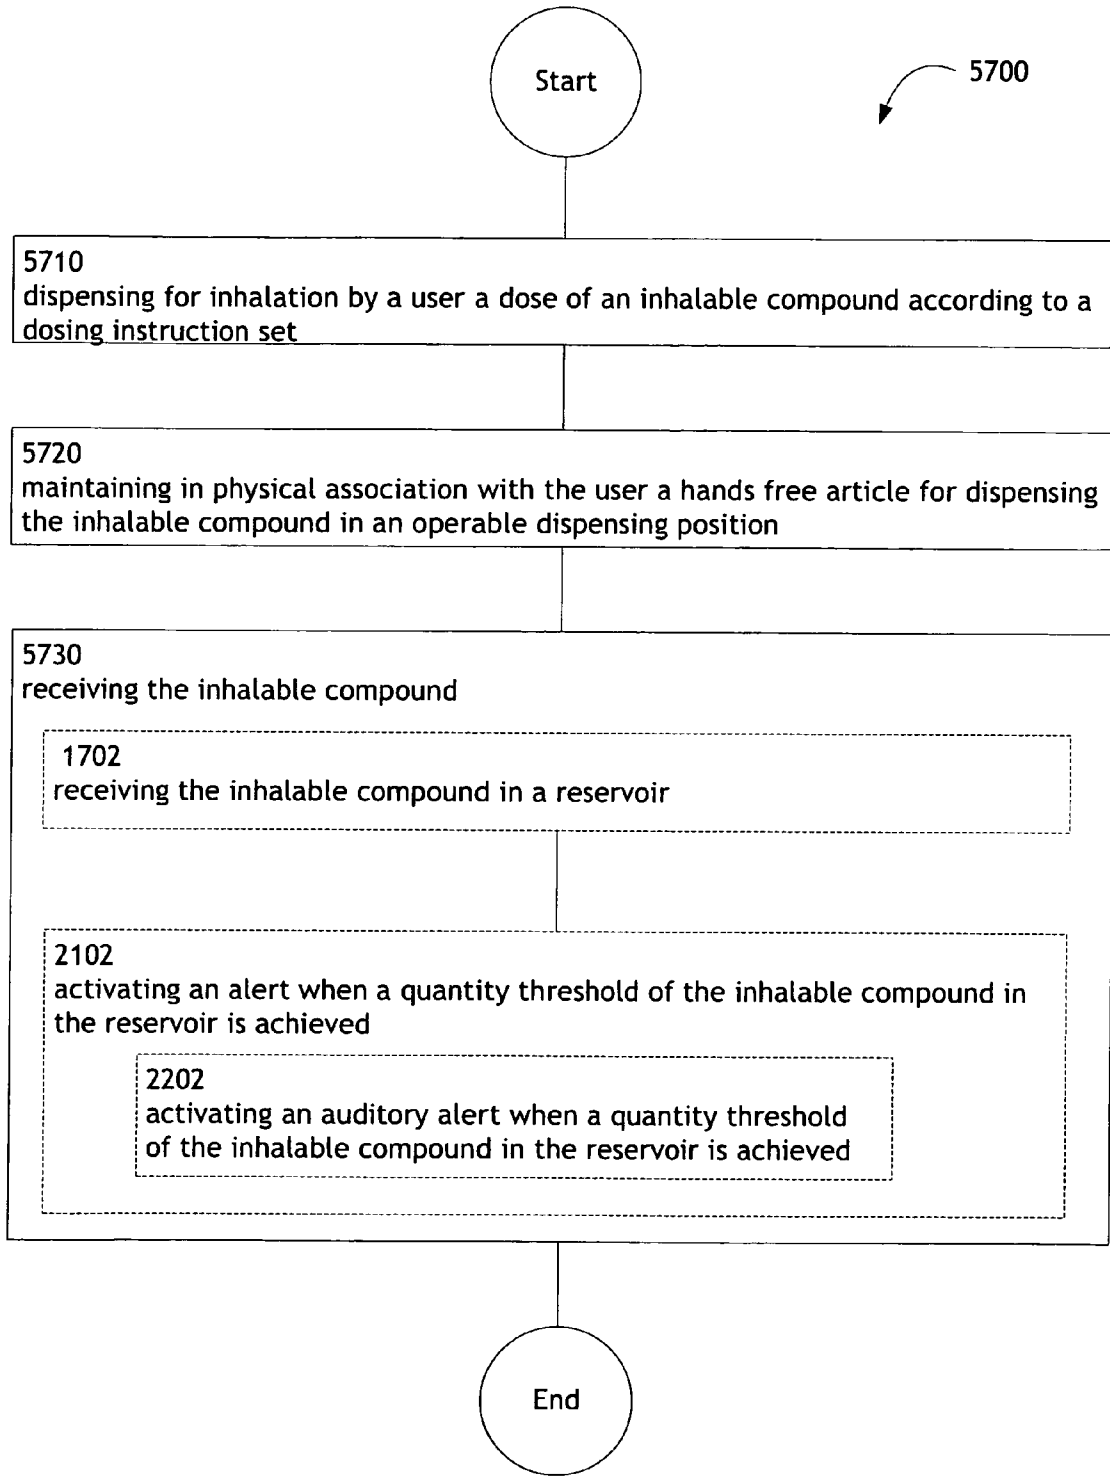 Start
5700
5710
dispensing for inhalation by a user a dose of an inhalable compound according to a
dosing instruction set
5720
maintaining in physical association with the user a hands free article for dispensing
the inhalable compound in an operable dispensing position
5730
receiving the inhalable compound
1702
receiving the inhalable compound in a reservoir
2102
activating an alert when a quantity threshold of the inhalable compound in
the reservoir is achieved
2202
activating an auditory alert when a quantity threshold
of the inhalable compound in the reservoir is achieved
End